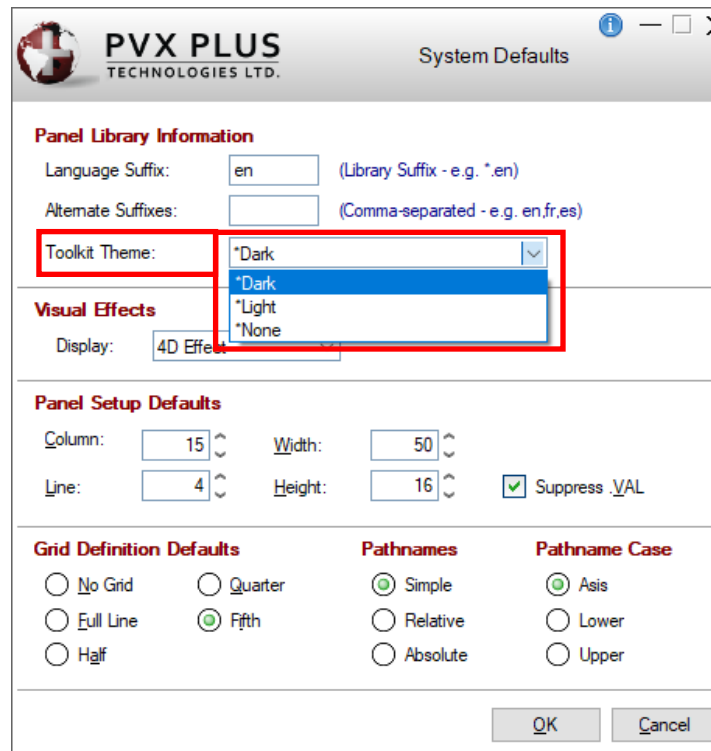 PVX PLUS
TECHNOLOGIES LTD.
System Defaults
Panel Library Information
Language Suffix: en (Library Suffix - e.g. *.en)
Alternate Suffixes: (Comma-separated - e.g. en,fr,es)
Toolkit Theme: *Dark
*Dark
*Light
*None
Visual Effects
Display: 4D Effect
Panel Setup Defaults
Column: 15 Width: 50
Line: 4 Height: 16 Suppress .VAL
Grid Definition Defaults Pathnames Pathname Case
No Grid Quarter Simple Asis
Full Line Fifth Relative Lower
Half Absolute Upper
OK Cancel